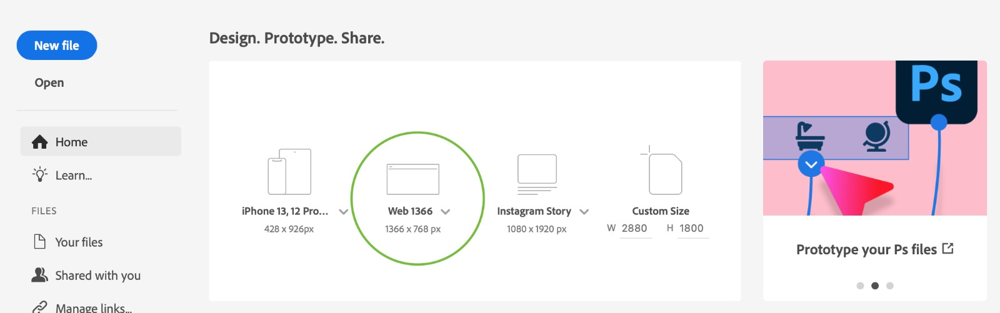 New file
Open
Home
Learn...
FILES
Your files
Shared with you
Manage links...
Design. Prototype. Share.
iPhone 13, 12 Pro...
428 x 926px
Web 1366
1366 x 768 px
Instagram Story
1080 x 1920 px
Custom Size
W 2880 H 1800
Ps
Prototype your Ps files